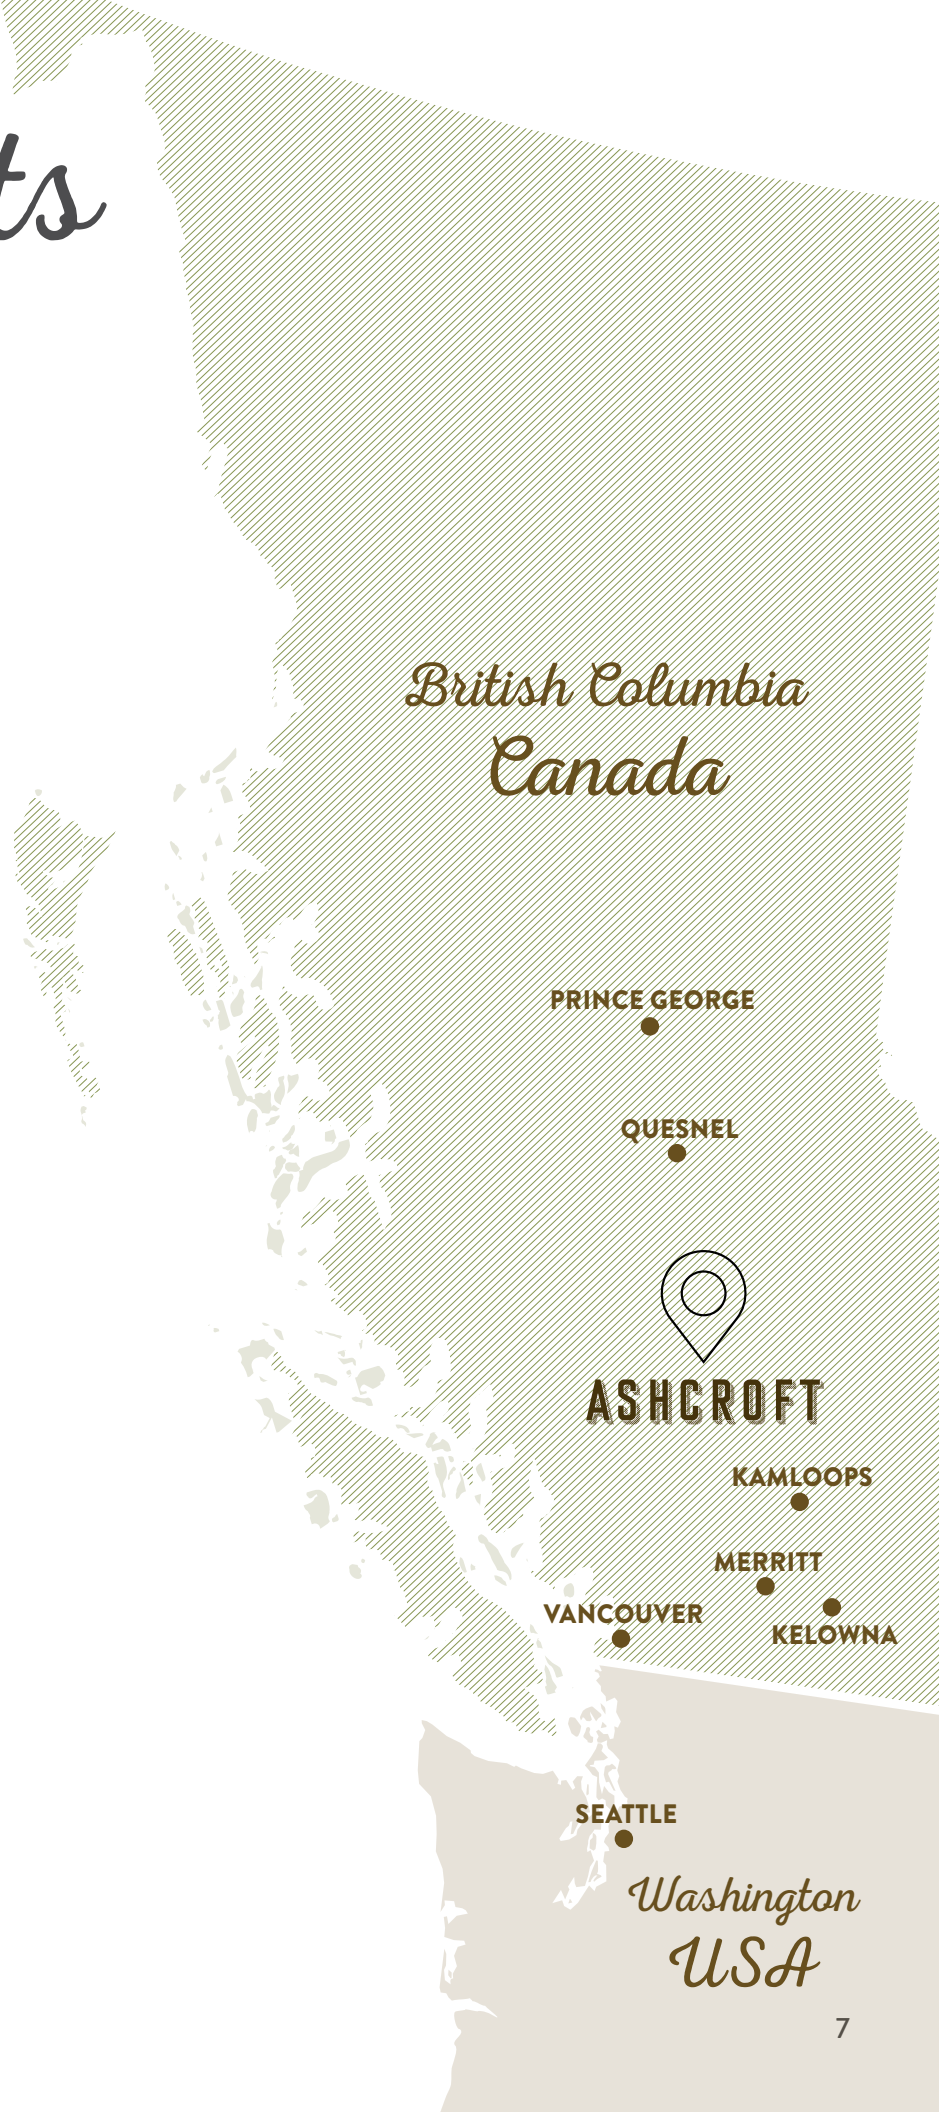 ts
British Columbia
Canada
PRINCE GEORGE
QUESNEL
ASHCROFT
KAMLOOPS
MERRITT
VANCOUVER
KELOWNA
SEATTLE
Washington
USA
7